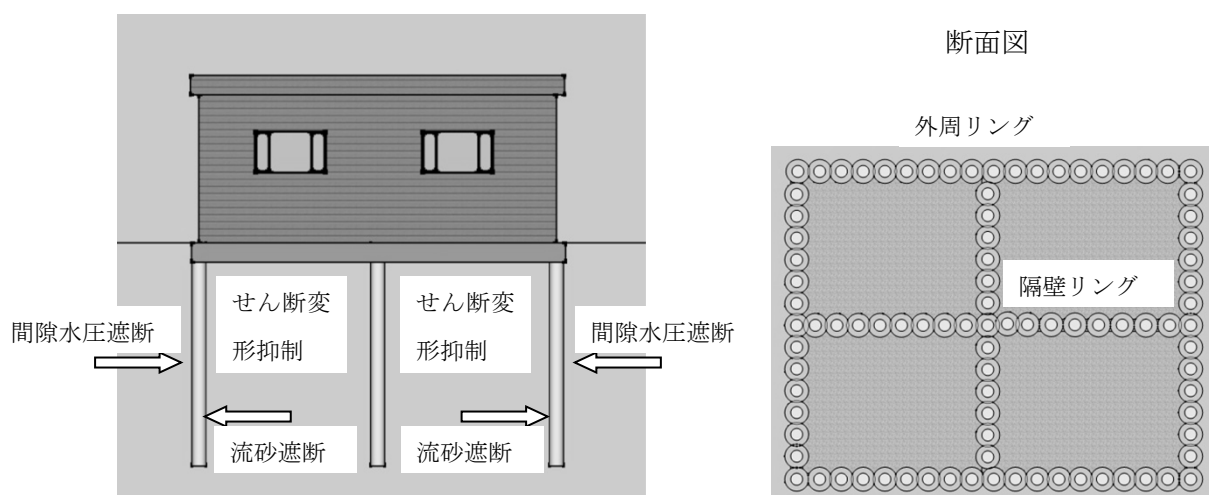 断面図
外周リング
隔壁リング
せん断変
形抑制
せん断変
形抑制
間隙水圧遮断
間隙水圧遮断
流砂遮断
流砂遮断